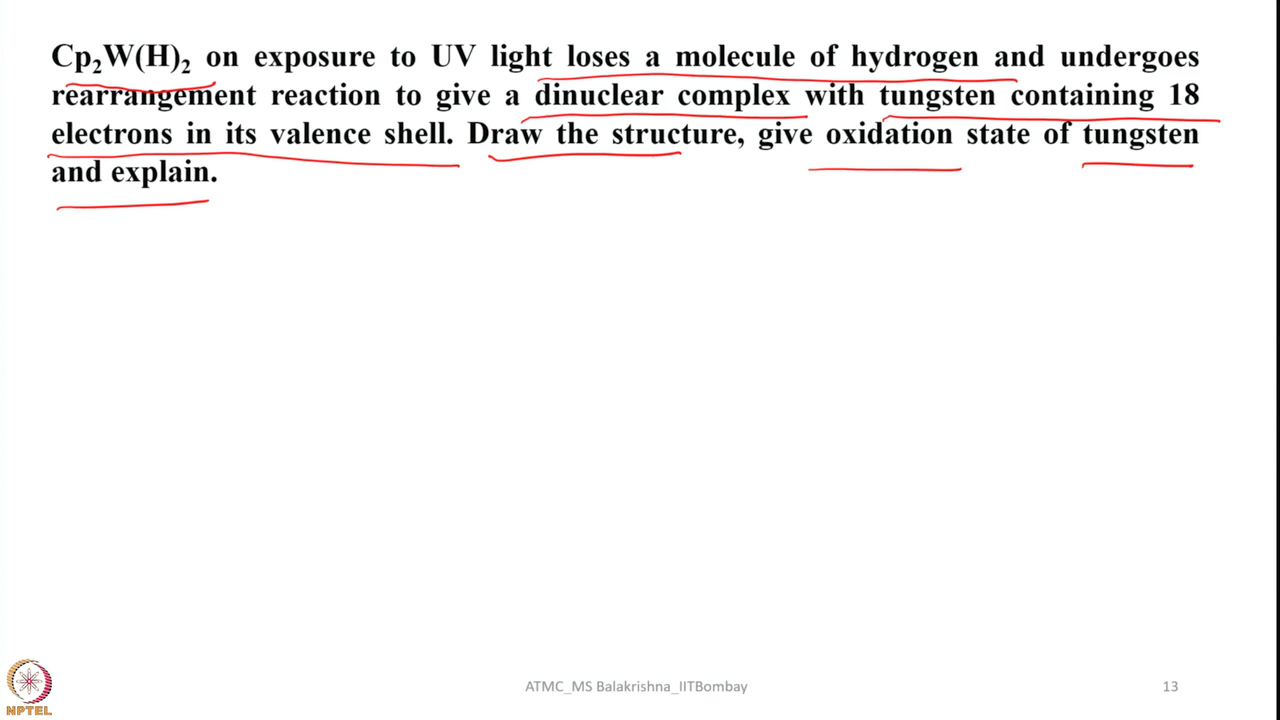 Cp₂W(H)₂ on exposure to UV light loses a molecule of hydrogen and undergoes
rearrangement reaction to give a dinuclear complex with tungsten containing 18
electrons in its valence shell. Draw the structure, give oxidation state of tungsten
and explain.
NPTEL
ATMC_MS Balakrishna_IITBombay
13